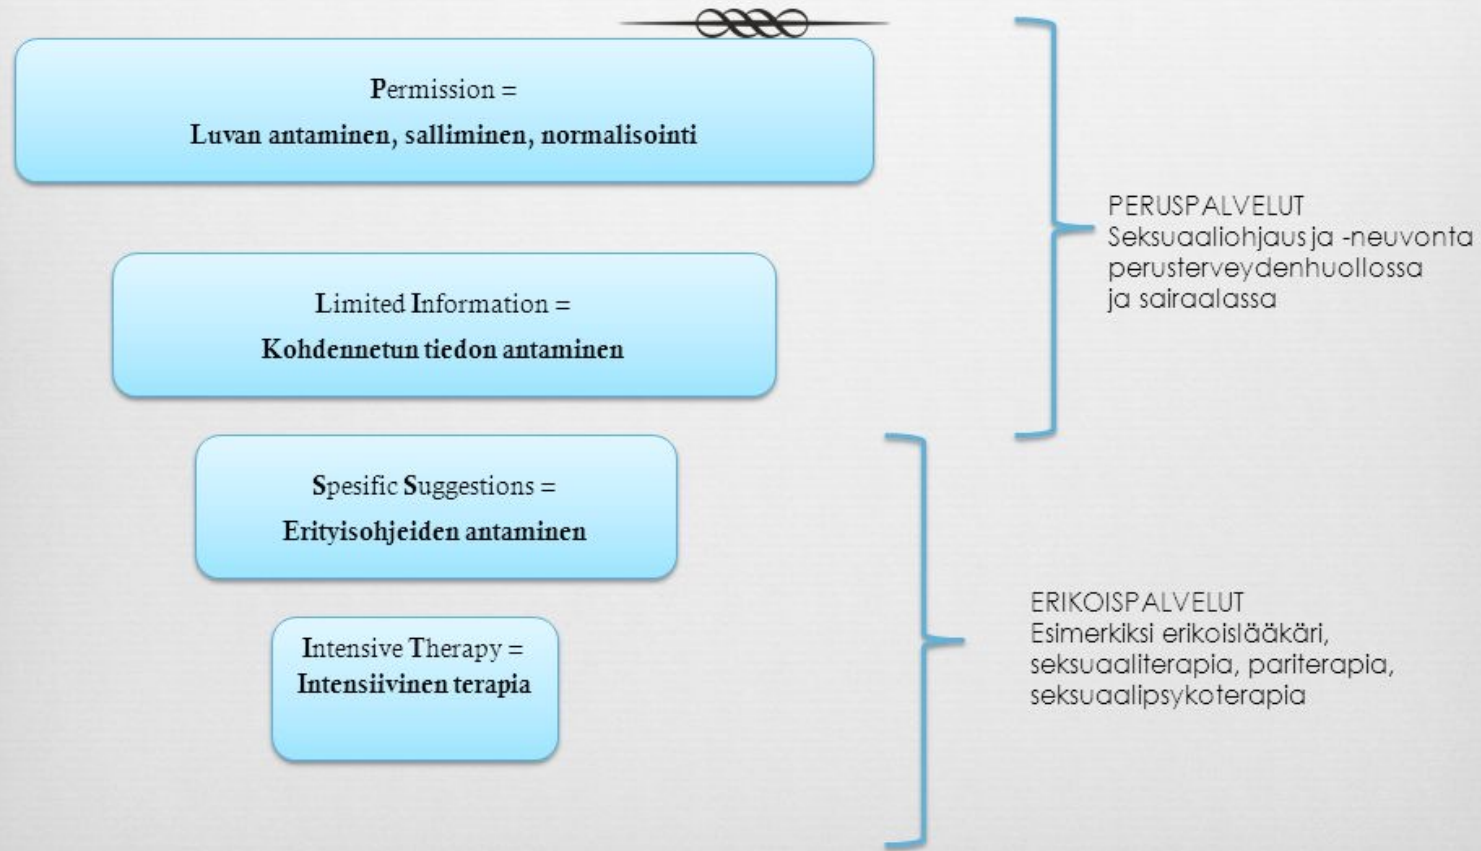 Permission =
Luvan antaminen, salliminen, normalisointi
Limited Information =
Kohdennetun tiedon antaminen
Spesific Suggestions =
Erityisohjeiden antaminen
Intensive Therapy =
Intensiivinen terapia
PERUSPALVELUT
Seksuaaliohjaus ja -neuvonta
perusterveydenhuollossa
ja sairaalassa
ERIKOISPALVELUT
Esimerkiksi erikoislääkäri,
seksuaaliterapia, pariterapia,
seksuaalipsykoterapia